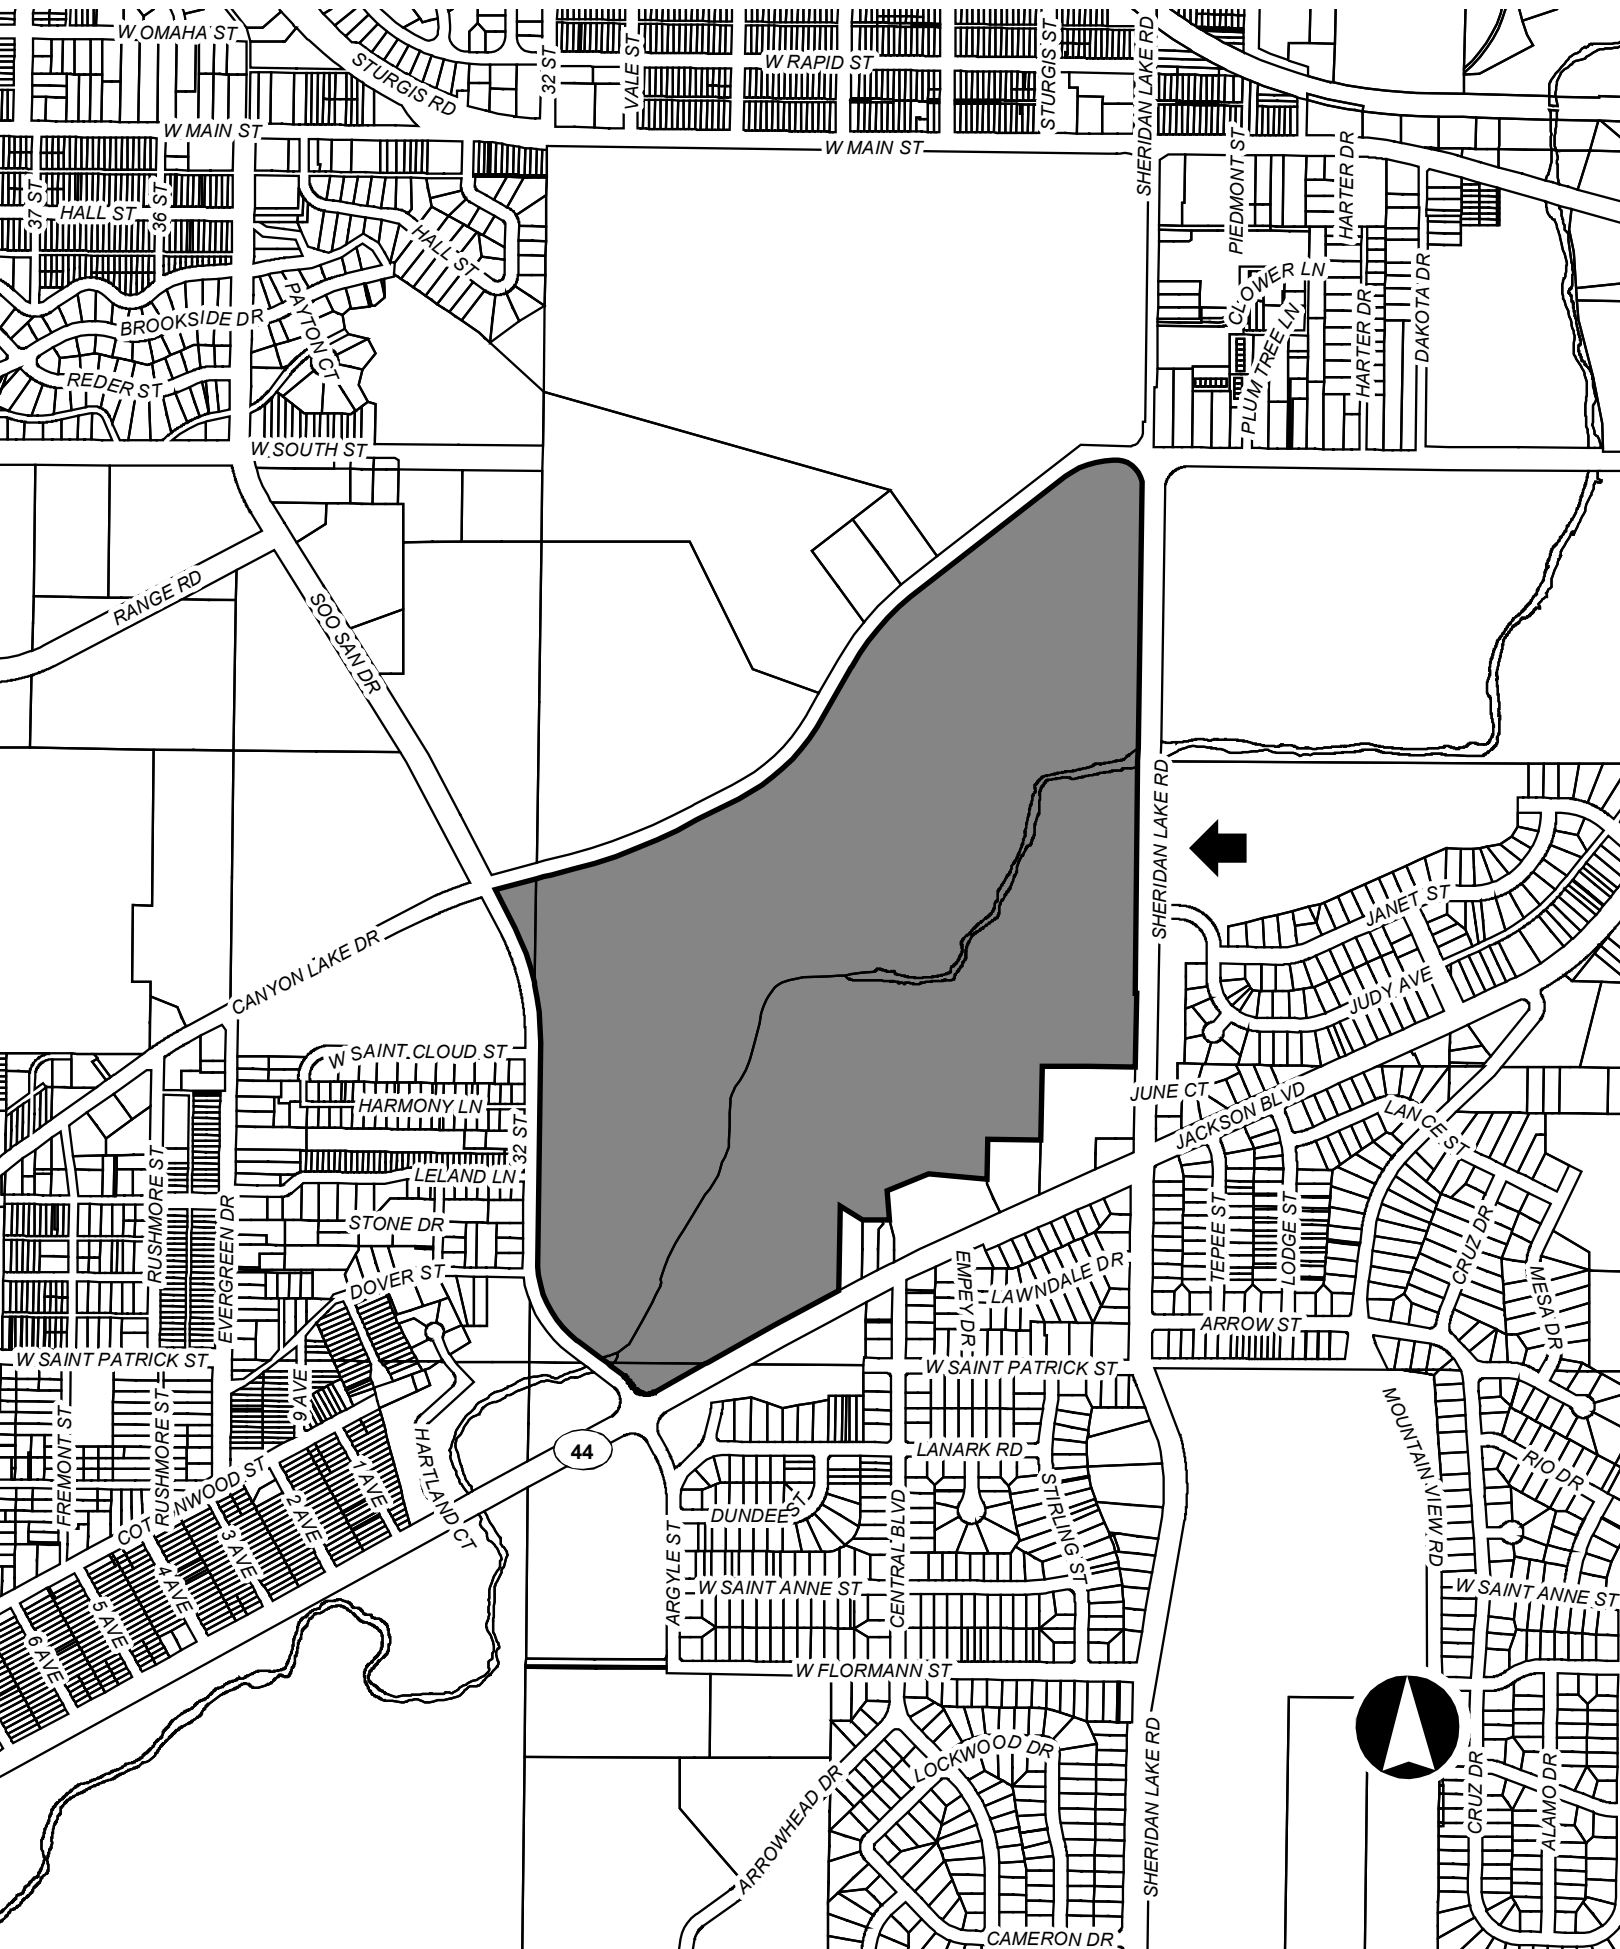 W OMAHA ST
STURGIS RD
32 ST
VALE ST
W RAPID ST
STURGIS ST
SHERIDAN LAKE RD
W MAIN ST
W MAIN ST
PIEDMONT ST
HARTER DR
37 ST
HALL ST
36 ST
HALL ST
CLOWER LN
DAKOTA DR
PAYTON CT
BROOKSIDE DR
PLUM TREE LN
HARTER DR
REDER ST
W SOUTH ST
RANGE RD
SOO SAN DR
SHERIDAN LAKE RD
JANET ST
CANYON LAKE DR
JUDY AVE
W SAINT CLOUD ST
JUNE CT
HARMONY LN
JACKSON BLVD
LANCE ST
32 ST
LELAND LN
RUSHMORE ST
EVERGREEN DR
STONE DR
TEPEE ST
LODGE ST
CRUZ DR
DOVER ST
EMPEY DR
LAWNDALE DR
MESA DR
ARROW ST
W SAINT PATRICK ST
W SAINT PATRICK ST
9 AVE
FREMONT ST
RUSHMORE ST
HARTLAND CT
44
LANARK RD
MOUNTAIN VIEW RD
RIO DR
COTTONWOOD ST
1 AVE
2 AVE
3 AVE
4 AVE
5 AVE
6 AVE
DUNDEE ST
STIRLING ST
ARGYLE ST
CENTRAL BLVD
W SAINT ANNE ST
W SAINT ANNE ST
W FLORMANN ST
LOCKWOOD DR
ARROWHEAD DR
SHERIDAN LAKE RD
CRUZ DR
ALAMO DR
CAMERON DR